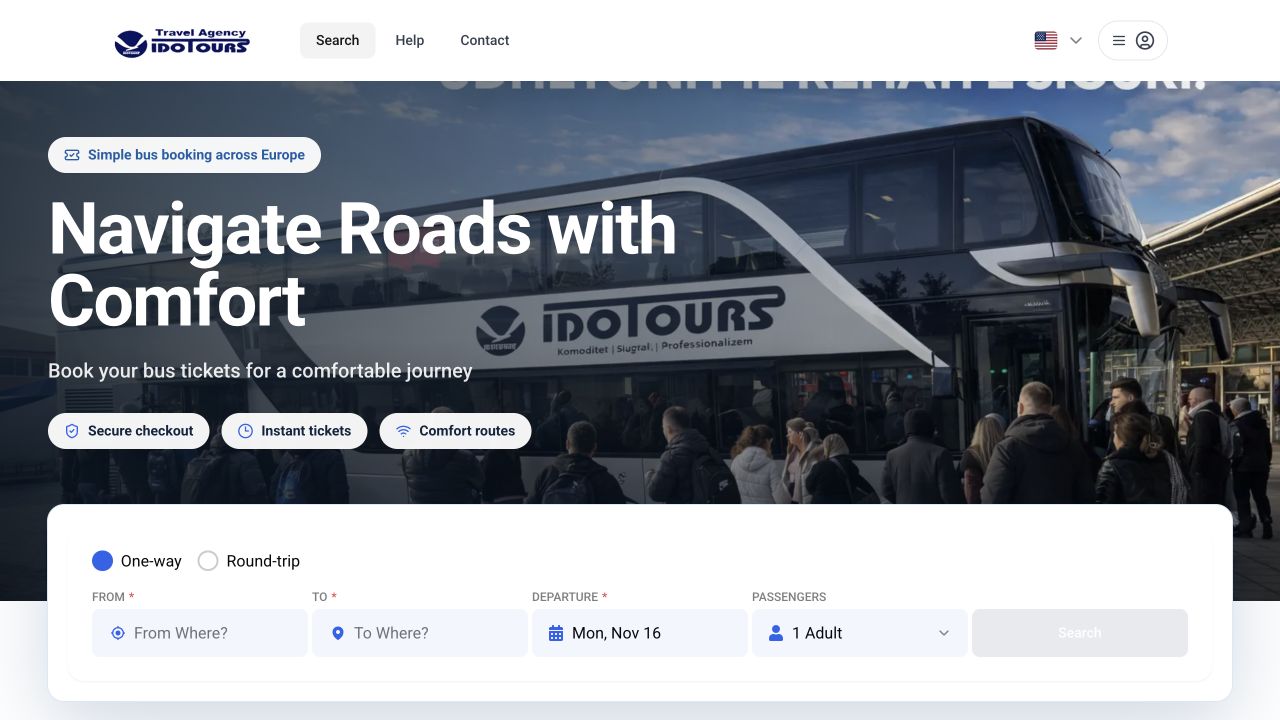 Travel Agency
IDOTOURS
Search
Help
Contact
Simple bus booking across Europe
Navigate Roads with
Comfort
Book your bus tickets for a comfortable journey
IDOTOURS
Komoditet | Siugral. | Professionalizem
Secure checkout
Instant tickets
Comfort routes
One-way
Round-trip
FROM *
TO *
DEPARTURE *
PASSENGERS
From Where?
To Where?
Mon, Nov 16
1 Adult
Search